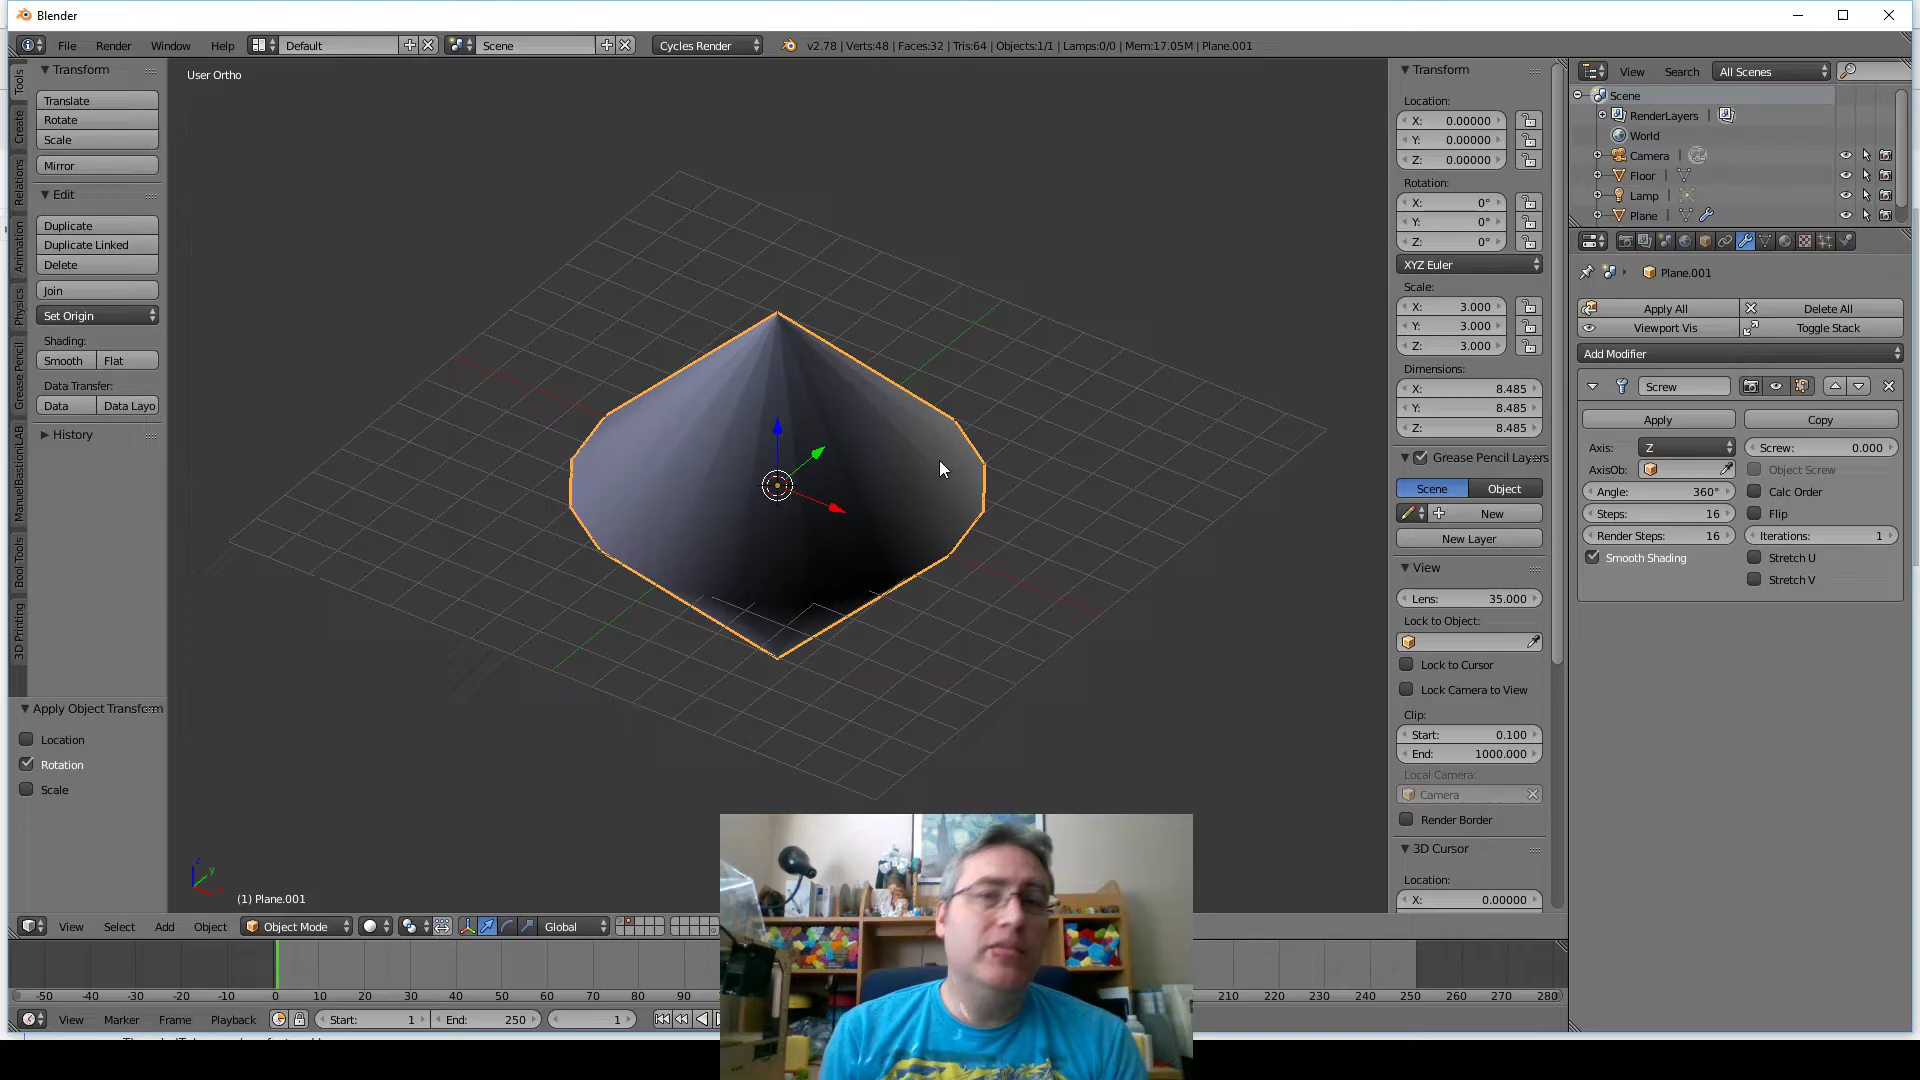 Blender
File Render Window Help Default Scene Cycles Render v2.78 | Verts:48 | Faces:32 | Tris:64 | Objects:1/1 | Lamps:0/0 | Mem:17.05M | Plane.001
Tools
Create
Relations
Animation
Physics
Grease Pencil
ManuelBastioniLAB
Bool Tools
3D Printing
Transform
Translate
Rotate
Scale
Mirror
Edit
Duplicate
Duplicate Linked
Delete
Join
Set Origin
Shading:
Smooth Flat
Data Transfer:
Data Data Layo
History
Apply Object Transform
Location
Rotation
Scale
User Ortho
z
y
(1) Plane.001
Transform
Location:
X: 0.00000
Y: 0.00000
Z: 0.00000
Rotation:
X: 0°
Y: 0°
Z: 0°
XYZ Euler
Scale:
X: 3.000
Y: 3.000
Z: 3.000
Dimensions:
X: 8.485
Y: 8.485
Z: 8.485
Grease Pencil Layers
Scene Object
New
New Layer
View
Lens: 35.000
Lock to Object:
Lock to Cursor
Lock Camera to View
Clip:
Start: 0.100
End: 1000.000
Local Camera:
Camera
Render Border
3D Cursor
Location:
X: 0.00000
View Search All Scenes
Scene
RenderLayers |
World
Camera |
Floor |
Lamp |
Plane |
Plane.001
Apply All Delete All
Viewport Vis Toggle Stack
Add Modifier
Screw
Apply Copy
Axis: Z Screw: 0.000
AxisOb: Object Screw
Angle: 360° Calc Order
Steps: 16 Flip
Render Steps: 16 Iterations: 1
Smooth Shading Stretch U
Stretch V
View Select Add Object Object Mode Global
-50 -40 -30 -20 -10 0 10 20 30 40 50 60 70 80 90 210 220 230 240 250 260 270 280
View Marker Frame Playback Start: 1 End: 250 1